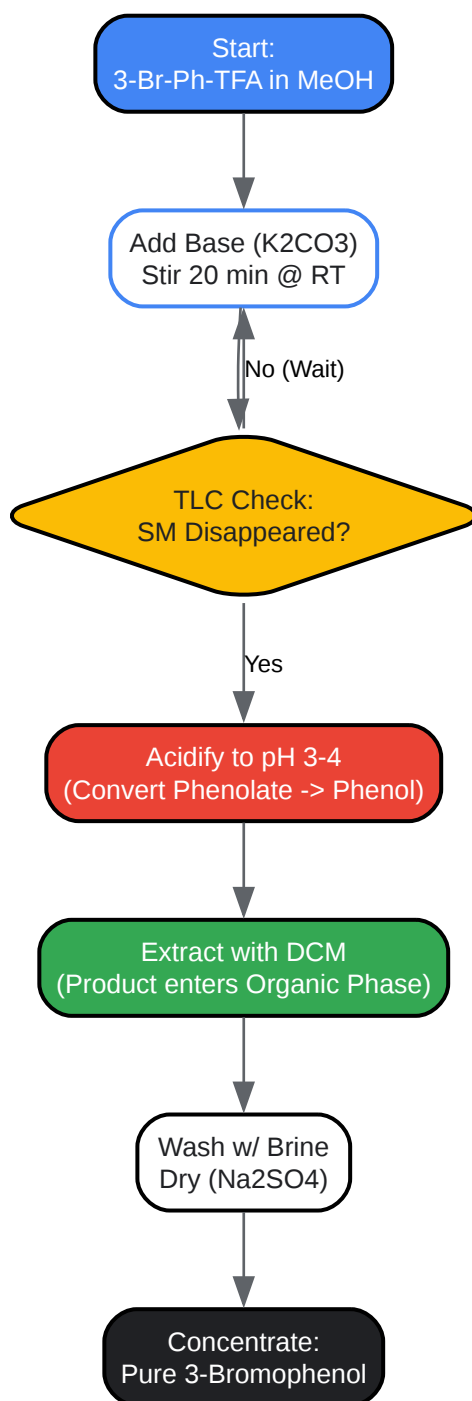 Start:
3-Br-Ph-TFA in MeOH
Add Base (K2CO3)
Stir 20 min @ RT
No (Wait)
TLC Check:
SM Disappeared?
Yes
Acidify to pH 3-4
(Convert Phenolate -> Phenol)
Extract with DCM
(Product enters Organic Phase)
Wash w/ Brine
Dry (Na2SO4)
Concentrate:
Pure 3-Bromophenol